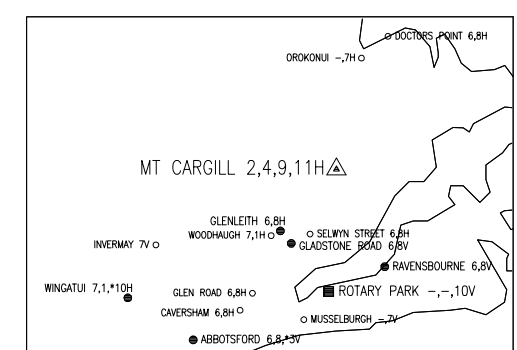 DOCTORS POINT 6,8H
OROKONUI -,7H
MT CARGILL 2,4,9,11H
GLENLEITH 6,8H
WOODHAUGH 7,1H
SELWYN STREET 6,8H
GLADSTONE ROAD 6,8V
INVERMAY 7V
RAVENSBOURNE 6,8V
WINGATUI 7,1,*10H
GLEN ROAD 6,8H
ROTARY PARK -,-,10V
CAVERSHAM 6,8H
MUSSELBURGH -,7V
ABBOTSFORD 6,8,*3V